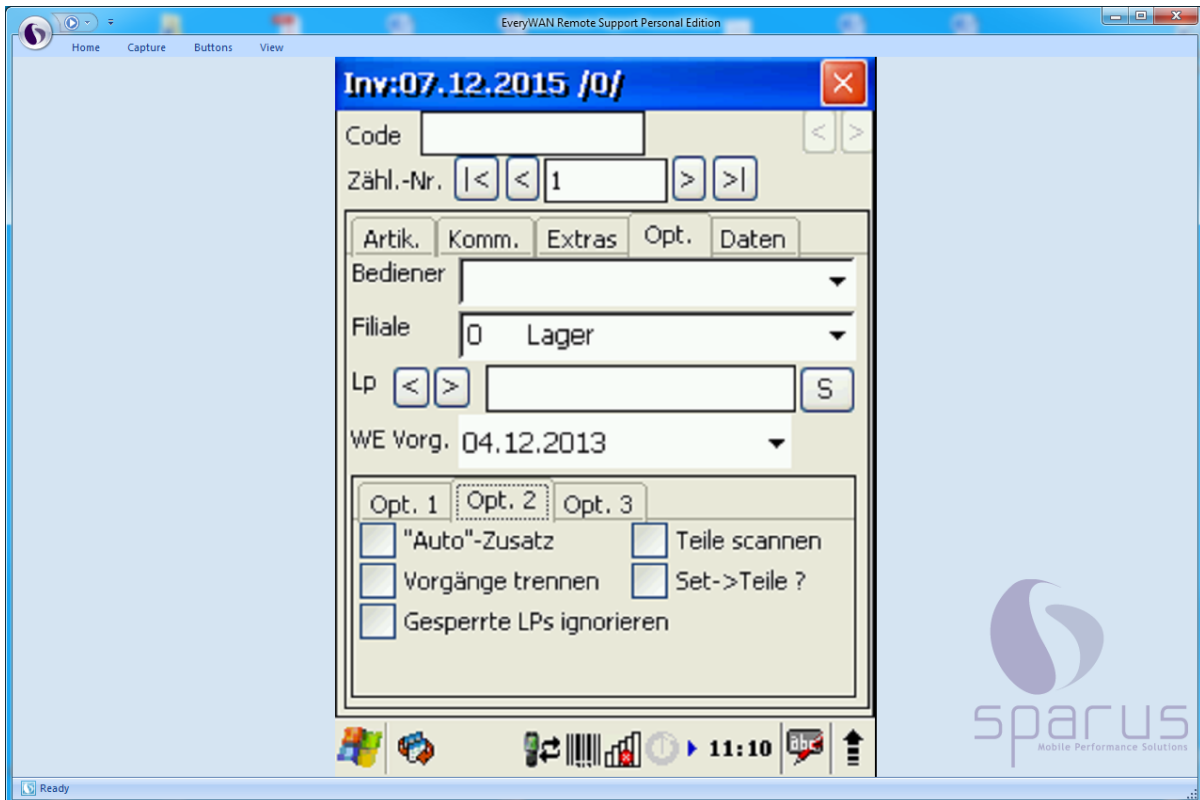 EveryWAN Remote Support Personal Edition
Home Capture Buttons View
Inv:07.12.2015 /0/
Code < >
Zähl.-Nr. |< < 1 > >|
Artik. Komm. Extras Opt. Daten
Bediener
Filiale 0 Lager
Lp < > S
WE Vorg. 04.12.2013
Opt. 1 Opt. 2 Opt. 3
"Auto"-Zusatz Teile scannen
Vorgänge trennen Set->Teile ?
Gesperrte LPs ignorieren
sparus
Mobile Performance Solutions
11:10
Ready